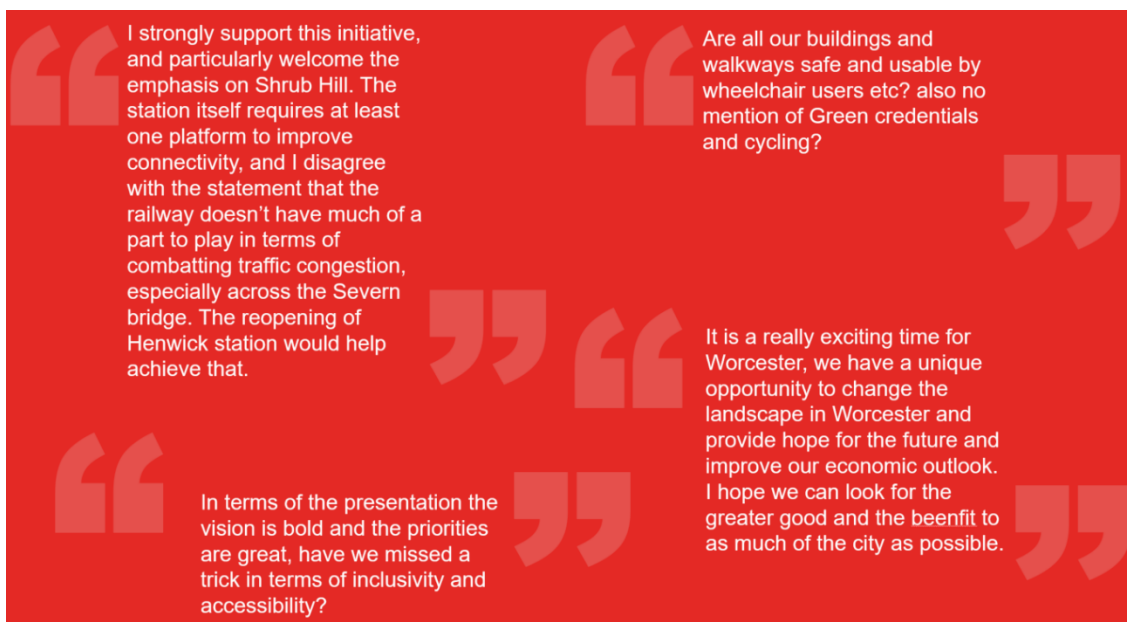 I strongly support this initiative,
and particularly welcome the
emphasis on Shrub Hill. The
station itself requires at least
one platform to improve
connectivity, and I disagree
with the statement that the
railway doesn’t have much of a
part to play in terms of
combatting traffic congestion,
especially across the Severn
bridge. The reopening of
Henwick station would help
achieve that.
Are all our buildings and
walkways safe and usable by
wheelchair users etc? also no
mention of Green credentials
and cycling?
In terms of the presentation the
vision is bold and the priorities
are great, have we missed a
trick in terms of inclusivity and
accessibility?
It is a really exciting time for
Worcester, we have a unique
opportunity to change the
landscape in Worcester and
provide hope for the future and
improve our economic outlook.
I hope we can look for the
greater good and the beenfit to
as much of the city as possible.